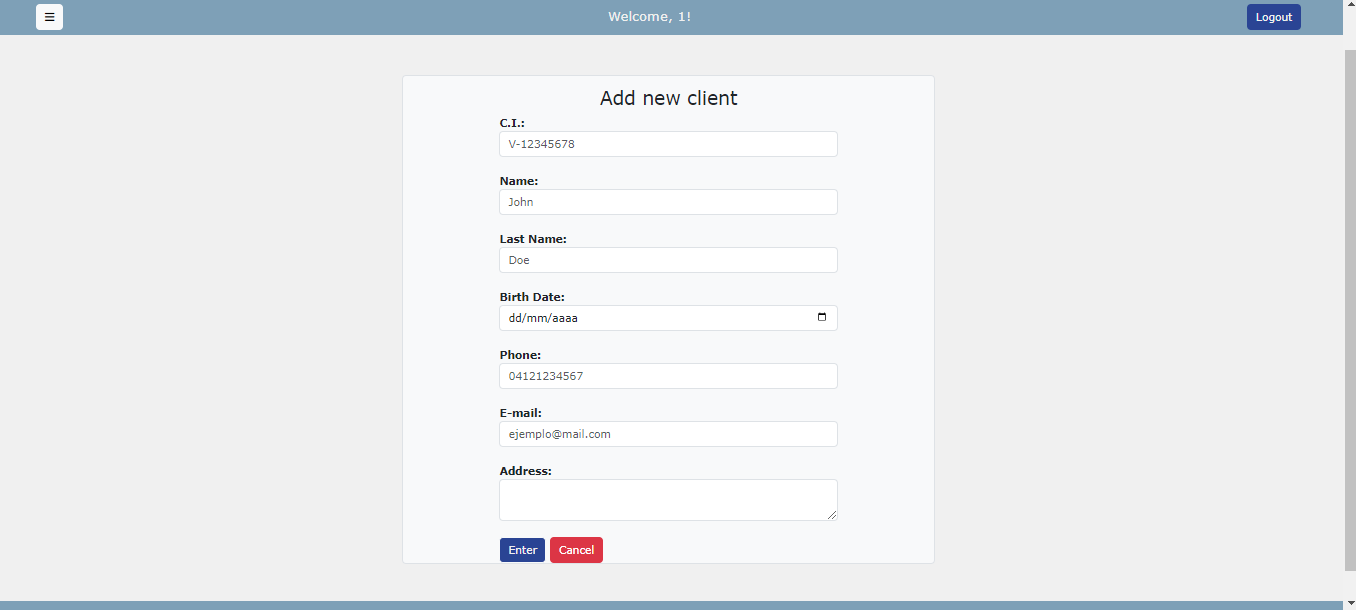 Welcome, 1!
Logout
Add new client
C.I.:
V-12345678
Name:
John
Last Name:
Doe
Birth Date:
dd/mm/aaaa
Phone:
04121234567
E-mail:
ejemplo@mail.com
Address:
Enter Cancel